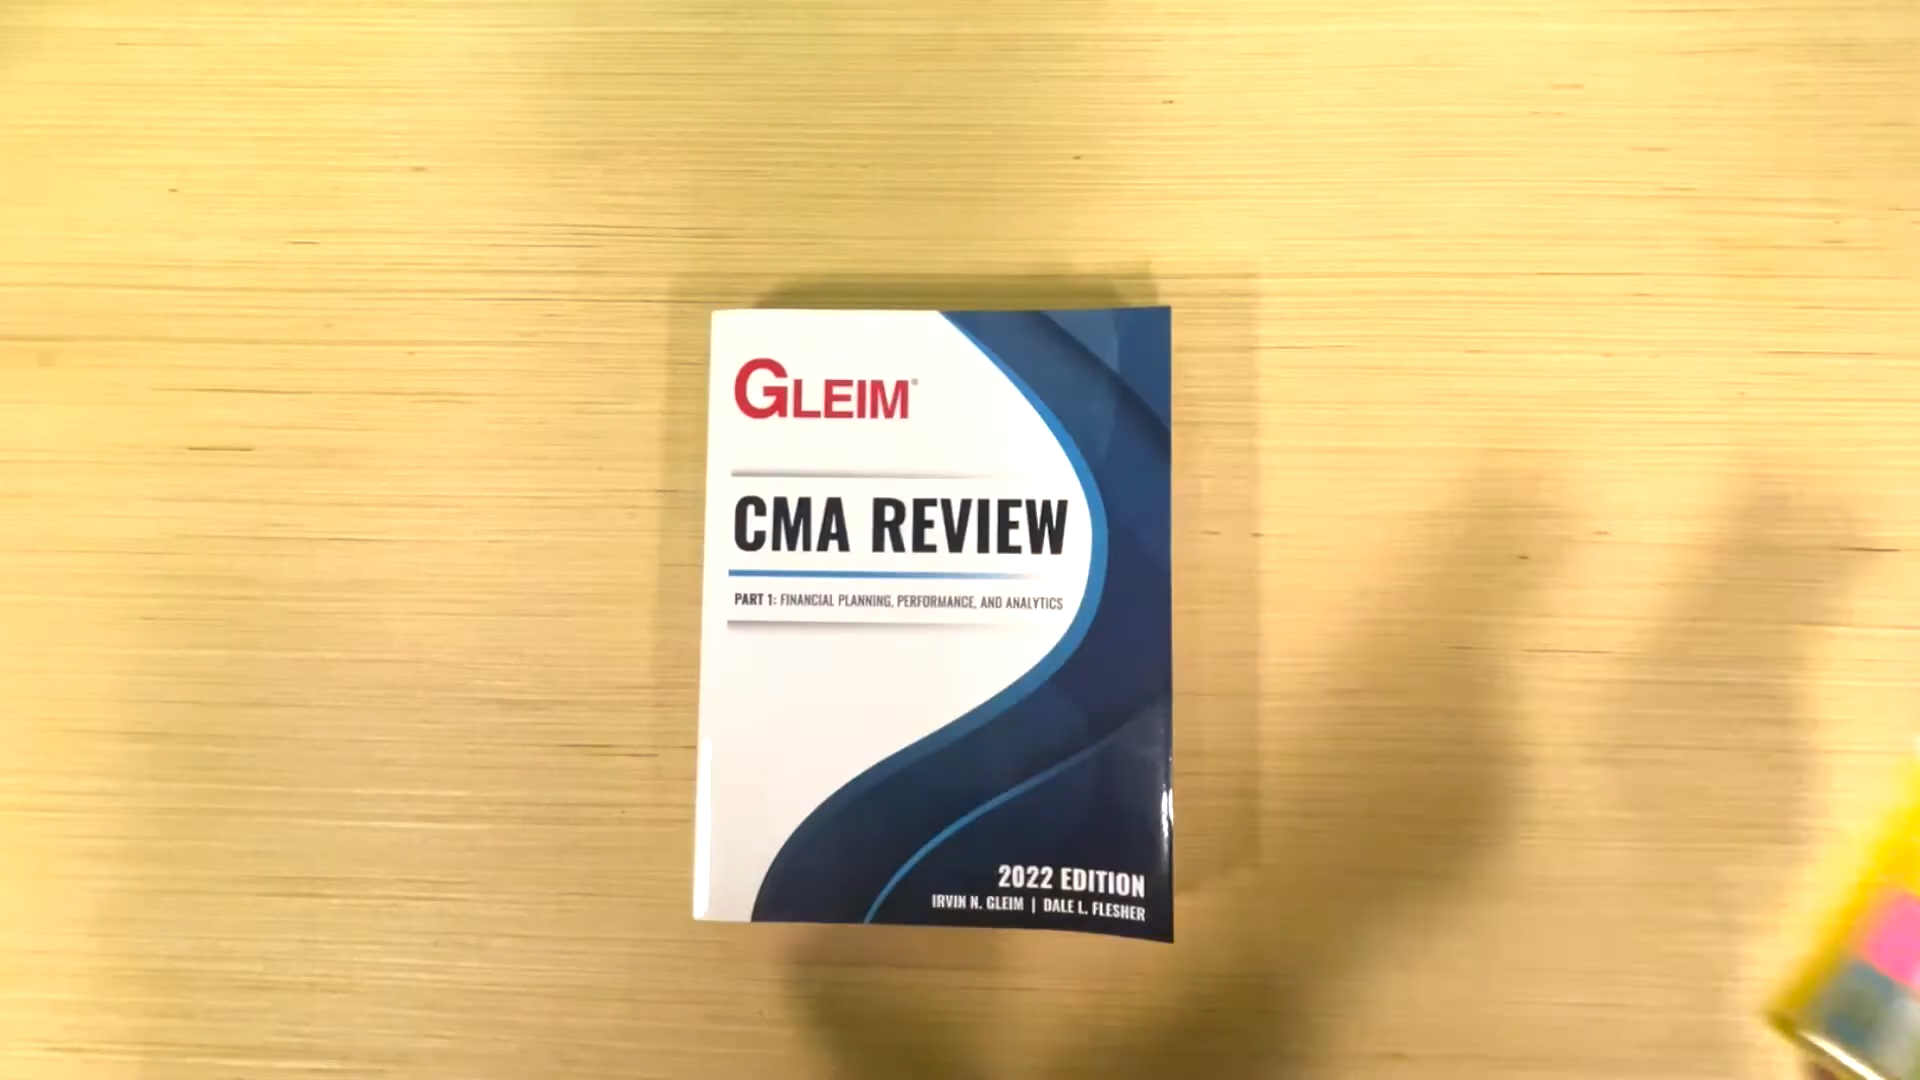 GLEIM®
CMA REVIEW
PART 1: FINANCIAL PLANNING, PERFORMANCE, AND ANALYTICS
2022 EDITION
IRVIN N. GLEIM | DALE L. FLESHER